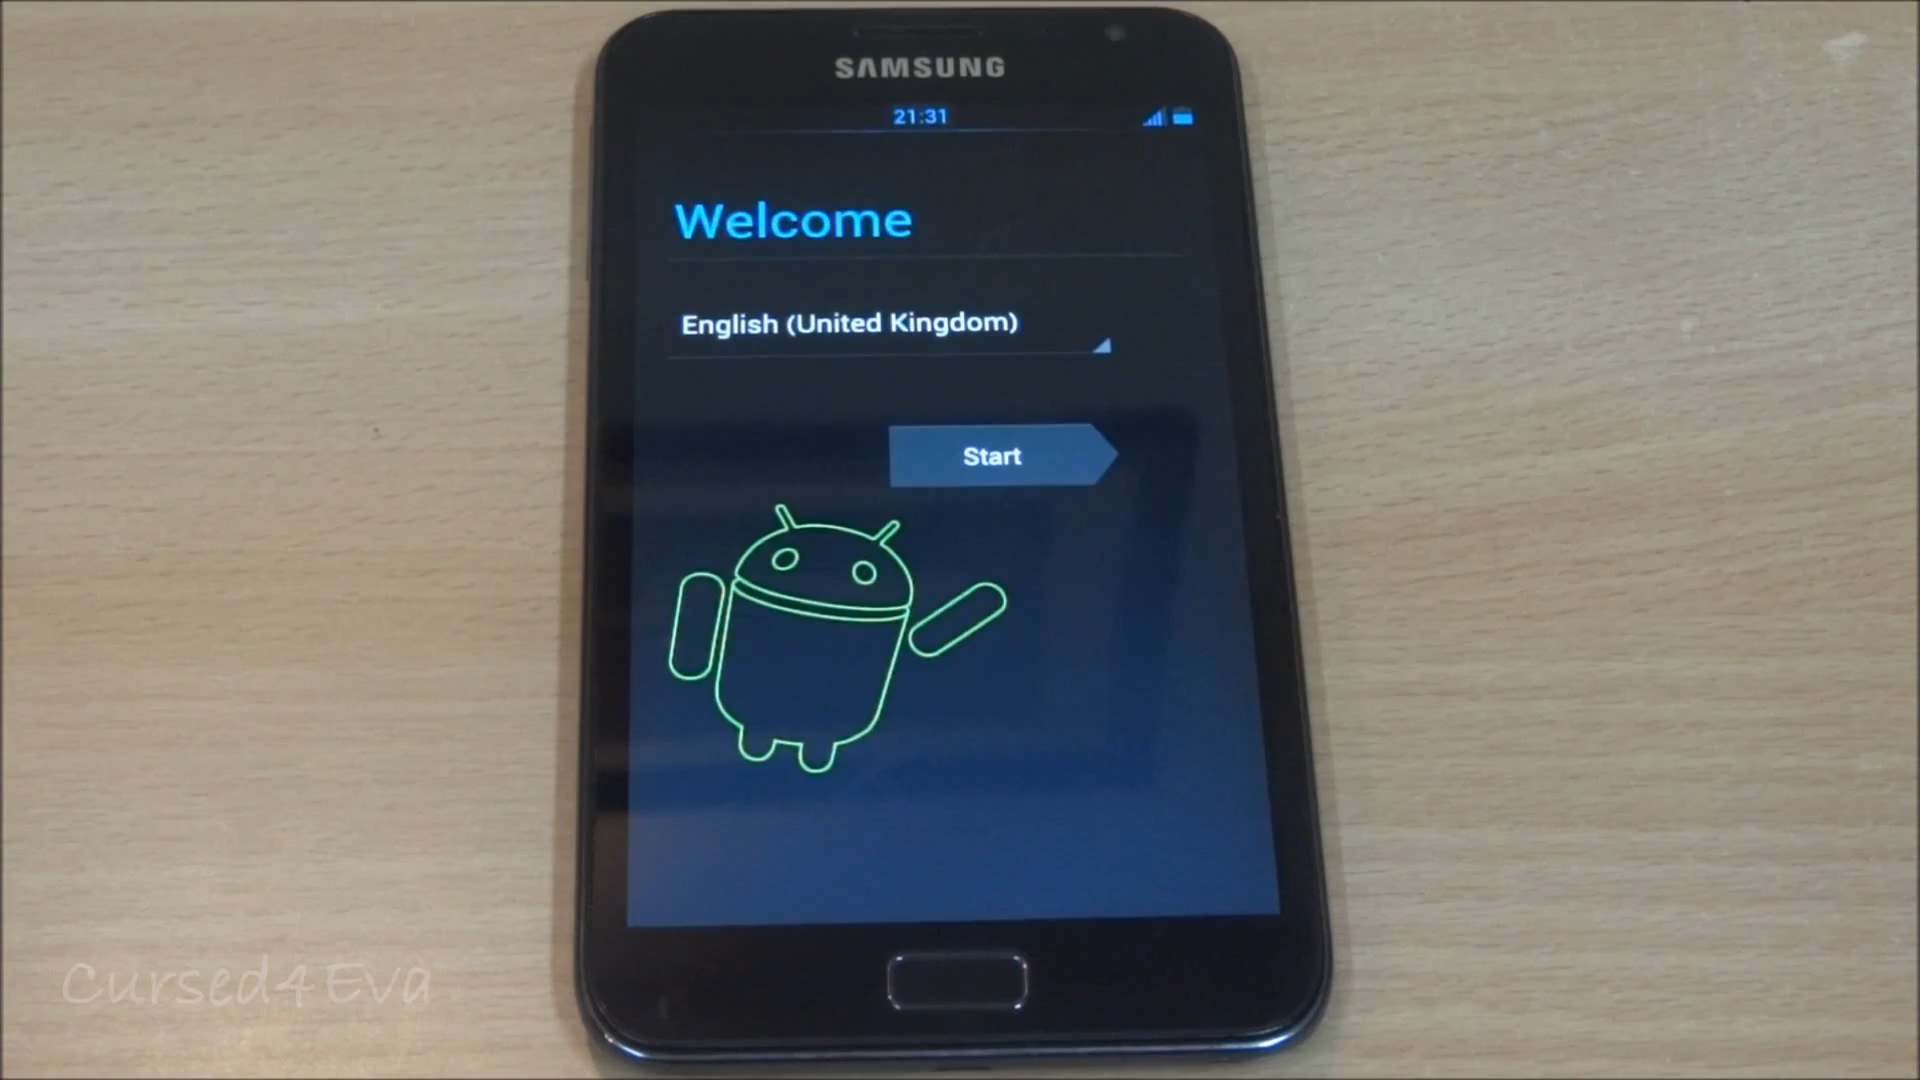 SAMSUNG
21:31
Welcome
English (United Kingdom)
Start
Cursed4Eva